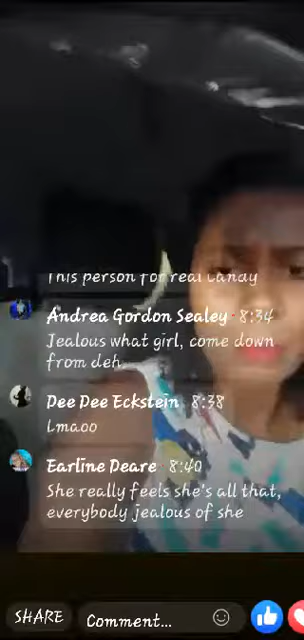 This person for real Candy
Andrea Gordon Sealey · 8:34
Jealous what girl, come down
from deh
Dee Dee Eckstein · 8:38
Lmaoo
Earline Deare · 8:40
She really feels she's all that,
everybody jealous of she
SHARE
Comment...